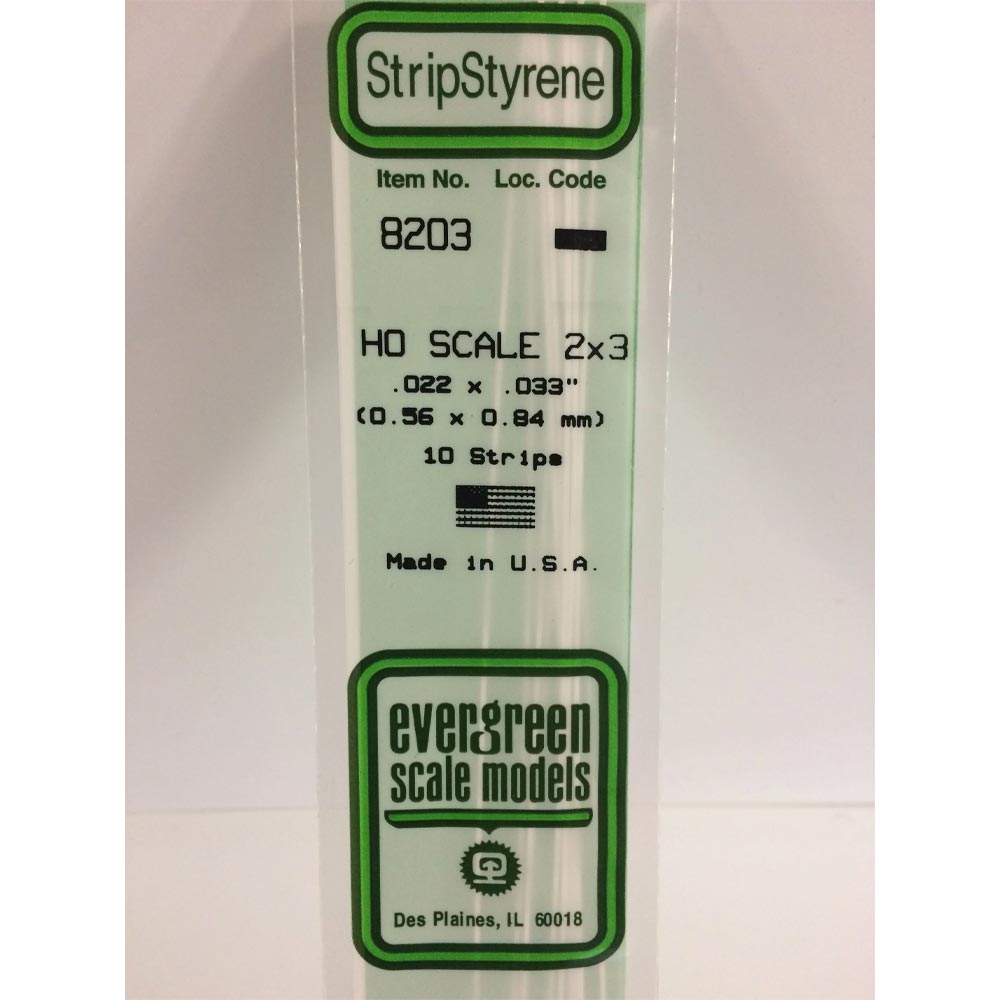 StripStyrene
Item No. Loc. Code
8203
HO SCALE 2x3
.022 x .033"
(0.56 x 0.84 mm)
10 Strips
Made in U.S.A.
evergreen
scale models
Des Plaines, IL 60018